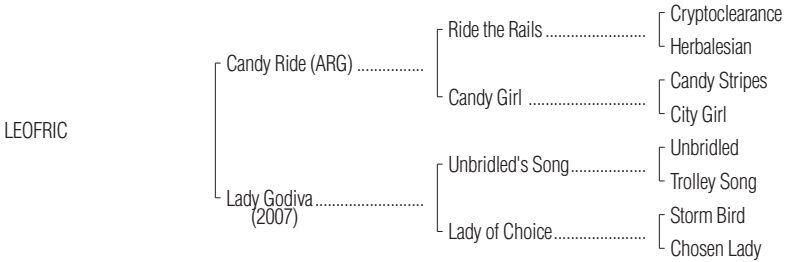 Cryptoclearance
Ride the Rails ........................
Herbalesian
Candy Ride (ARG) ................
Candy Stripes
Candy Girl ............................
City Girl
LEOFRIC
Unbridled
Unbridled's Song..................
Trolley Song
Lady Godiva..........................
(2007)
Storm Bird
Lady of Choice......................
Chosen Lady